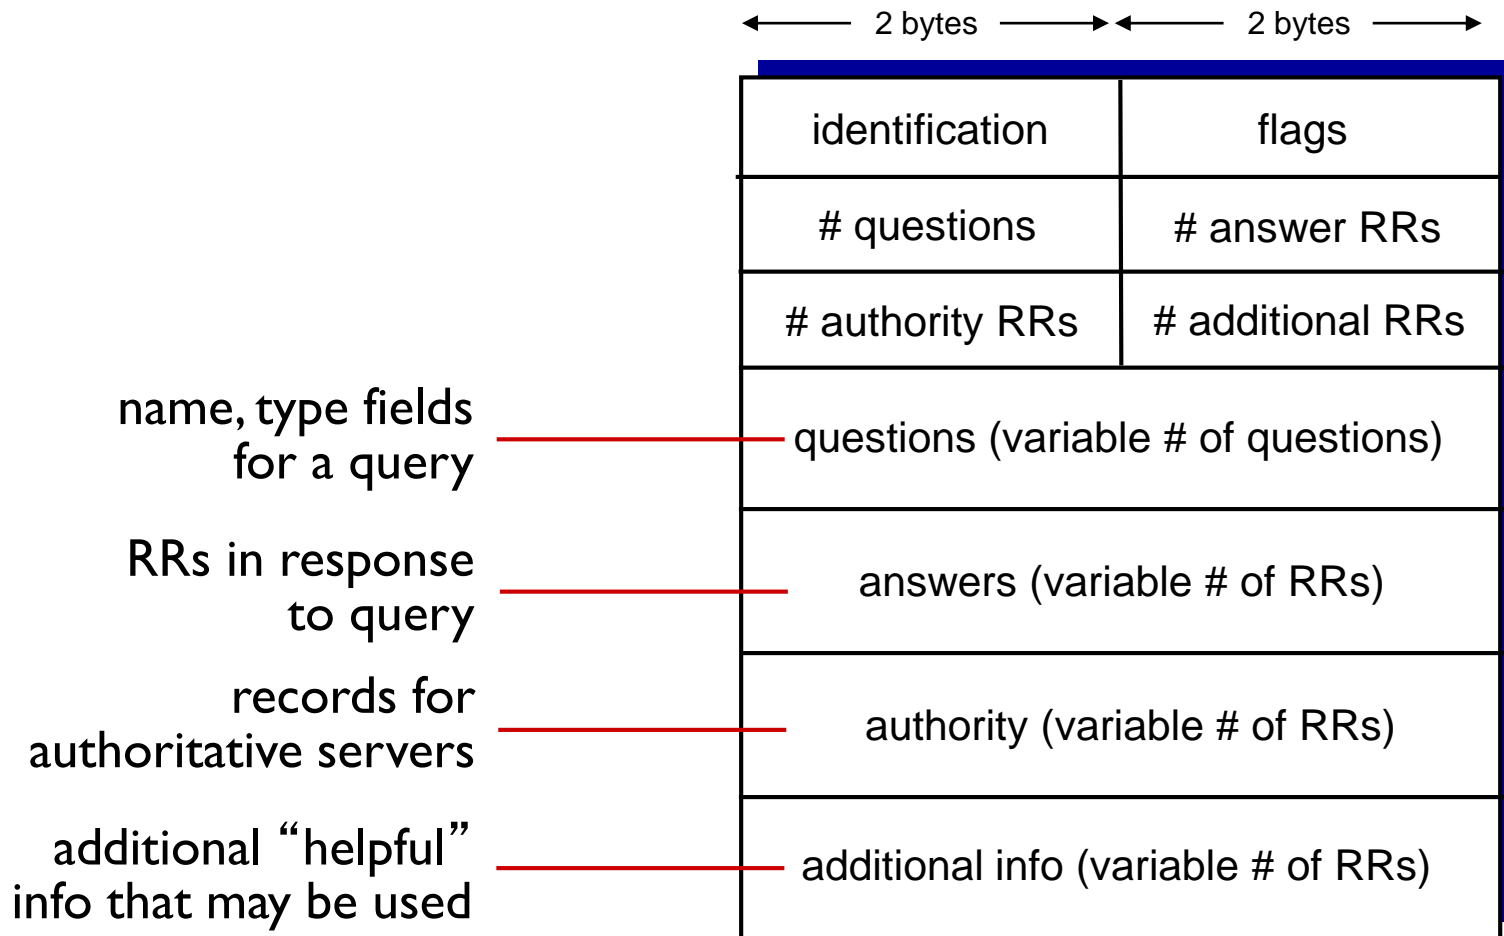 2 bytes 2 bytes
identification flags
# questions # answer RRs
# authority RRs # additional RRs
name, type fields
for a query
questions (variable # of questions)
RRs in response
to query
answers (variable # of RRs)
records for
authoritative servers
authority (variable # of RRs)
additional “helpful”
info that may be used
additional info (variable # of RRs)